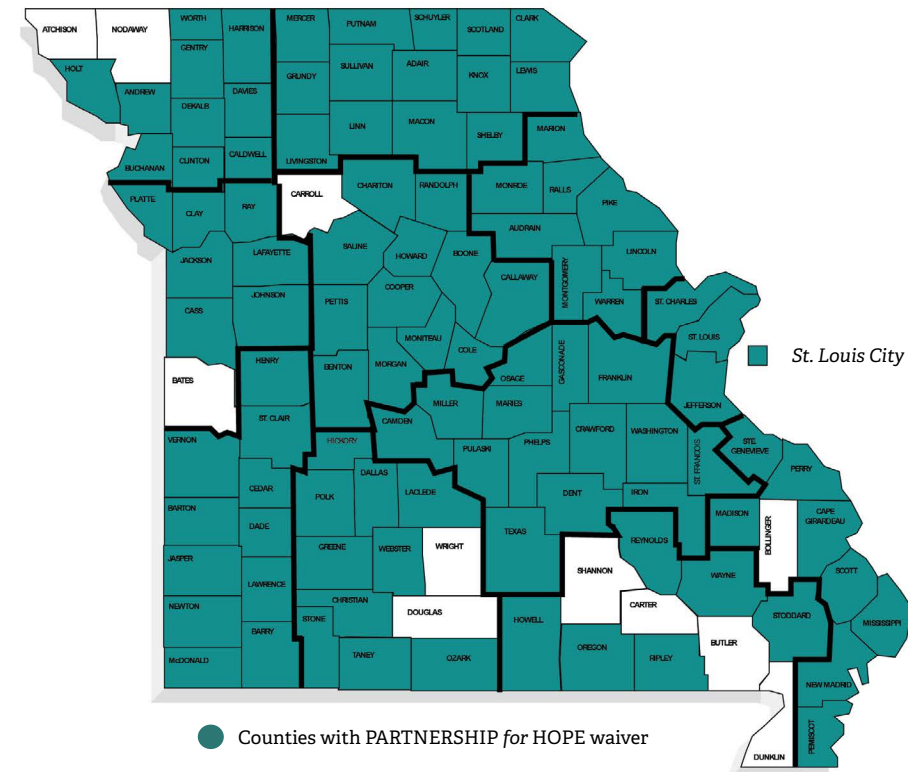 ATCHISON
NODAWAY
WORTH
HARRISON
MERCER
PUTNAM
SCHUYLER
SCOTLAND
CLARK
GENTRY
HOLT
ANDREW
DEKALB
DAVIES
GRUNDY
SULLIVAN
ADAIR
KNOX
LEWIS
LINN
MACON
SHELBY
MARION
BUCHANAN
CLINTON
CALDWELL
LIVINGSTON
PLATTE
CLAY
RAY
CARROLL
CHARITON
RANDOLPH
MONROE
RALLS
PIKE
AUDRAIN
JACKSON
LAFAYETTE
SALINE
HOWARD
BOONE
CALLAWAY
MONTGOMERY
LINCOLN
WARREN
ST. CHARLES
CASS
JOHNSON
PETTIS
COOPER
MONITEAU
COLE
OSAGE
GASCONADE
FRANKLIN
ST. LOUIS
St. Louis City
JEFFERSON
BATES
HENRY
BENTON
MORGAN
MILLER
MARIES
ST. CLAIR
CAMDEN
PULASKI
PHELPS
CRAWFORD
WASHINGTON
ST. FRANCOIS
STE.
GENEVIEVE
PERRY
VERNON
HICKORY
CEDAR
DALLAS
LACLEDE
POLK
DENT
IRON
MADISON
BOLLINGER
CAPE
GIRARDEAU
BARTON
DADE
GREENE
WEBSTER
WRIGHT
TEXAS
REYNOLDS
JASPER
LAWRENCE
SHANNON
WAYNE
SCOTT
NEWTON
CHRISTIAN
STONE
DOUGLAS
HOWELL
CARTER
STODDARD
MISSISSIPPI
BARRY
McDONALD
TANEY
OZARK
OREGON
RIPLEY
BUTLER
NEW MADRID
PEMISCOT
DUNKLIN
Counties with PARTNERSHIP for HOPE waiver